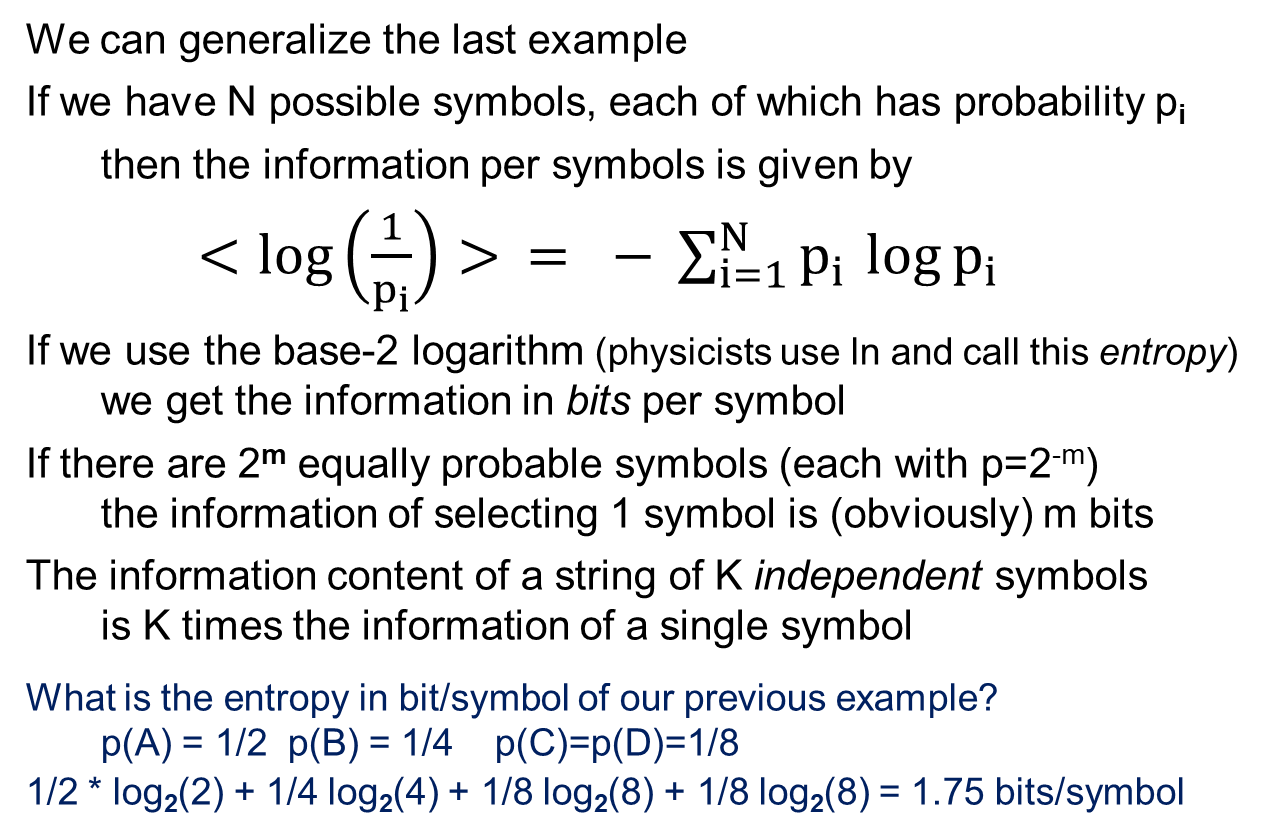 We can generalize the last example
If we have N possible symbols, each of which has probability pᵢ
then the information per symbols is given by
< log(1/pᵢ) > = − ∑ᵢ₌₁ᴺ pᵢ log pᵢ
If we use the base-2 logarithm (physicists use ln and call this entropy)
we get the information in bits per symbol
If there are 2ᵐ equally probable symbols (each with p=2⁻ᵐ)
the information of selecting 1 symbol is (obviously) m bits
The information content of a string of K independent symbols
is K times the information of a single symbol
What is the entropy in bit/symbol of our previous example?
p(A) = 1/2 p(B) = 1/4 p(C)=p(D)=1/8
1/2 * log₂(2) + 1/4 log₂(4) + 1/8 log₂(8) + 1/8 log₂(8) = 1.75 bits/symbol